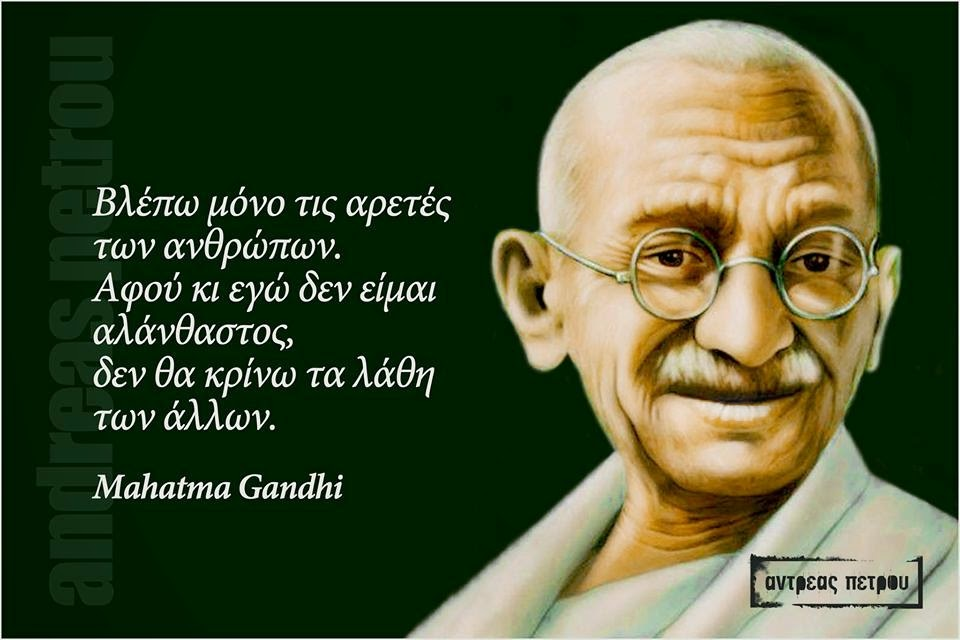 Βλέπω μόνο τις αρετές
των ανθρώπων.
Αφού κι εγώ δεν είμαι
αλάνθαστος,
δεν θα κρίνω τα λάθη
των άλλων.
Mahatma Gandhi
andreas petrou
αντρεας πετρου